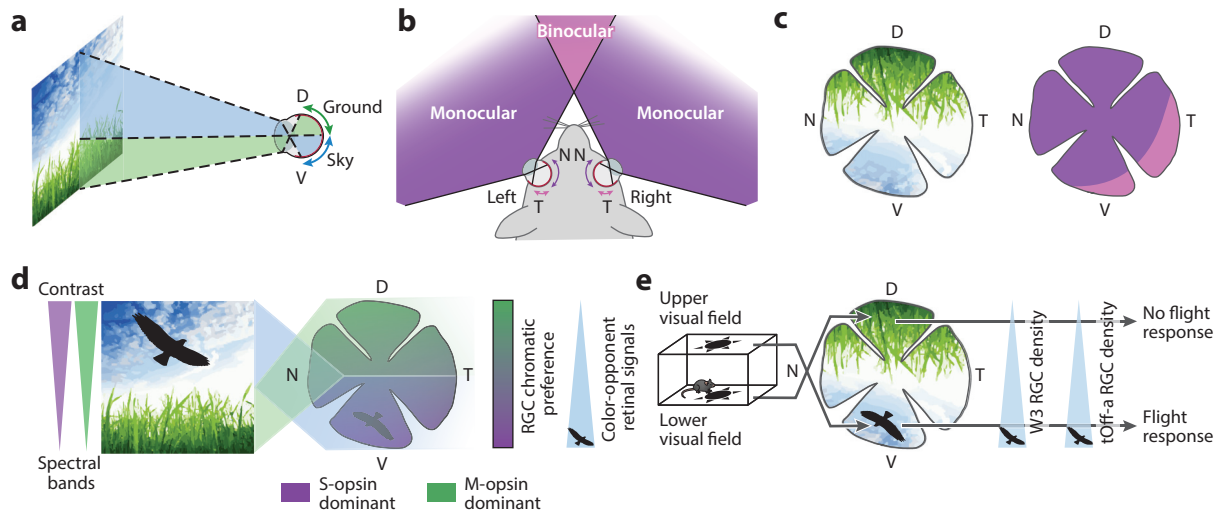 a
D
Ground
Sky
V
b
Binocular
Monocular
Monocular
N N
Left
Right
T
T
c
D
N
T
V
d
Contrast
Spectral
bands
D
N
T
V
RGC chromatic
preference
Color-opponent
retinal signals
S-opsin
dominant
M-opsin
dominant
e
Upper
visual field
Lower
visual field
D
N
T
V
W3 RGC density
tOff-a RGC density
No flight
response
Flight
response